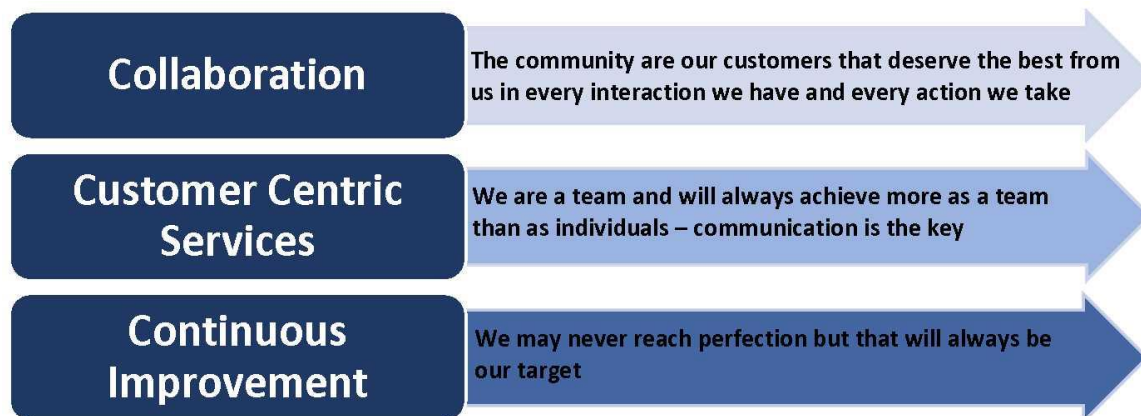 Collaboration
The community are our customers that deserve the best from
us in every interaction we have and every action we take
Customer Centric
Services
We are a team and will always achieve more as a team
than as individuals – communication is the key
Continuous
Improvement
We may never reach perfection but that will always be
our target